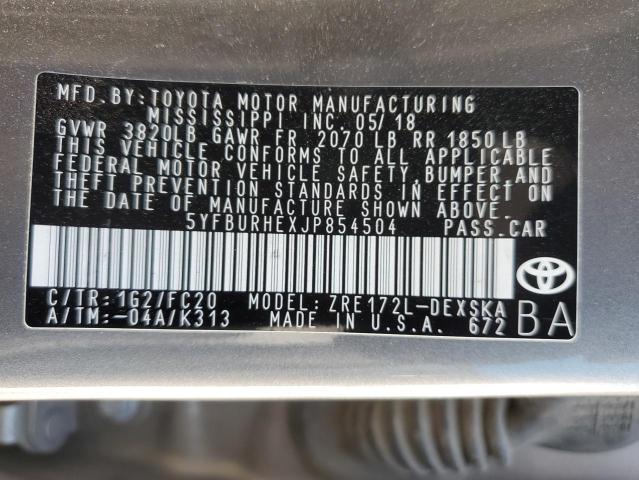 MFD.BY:TOYOTA MOTOR MANUFACTURING
MISSISSIPPI INC.05/18
GVWR 3820LB GAWR FR 2070 LB RR 1850 LB
THIS VEHICLE CONFORMS TO ALL APPLICABLE
FEDERAL MOTOR VEHICLE SAFETY,BUMPER AND
THEFT PREVENTION STANDARDS IN EFFECT ON
THE DATE OF MANUFACTURE SHOWN ABOVE.
5YFBURHEXJP854504 PASS.CAR
C/TR:1G2/FC20 MODEL:ZRE172L-DEXSKA
A/TM:-04A/K313 MADE IN U.S.A. 672
BA